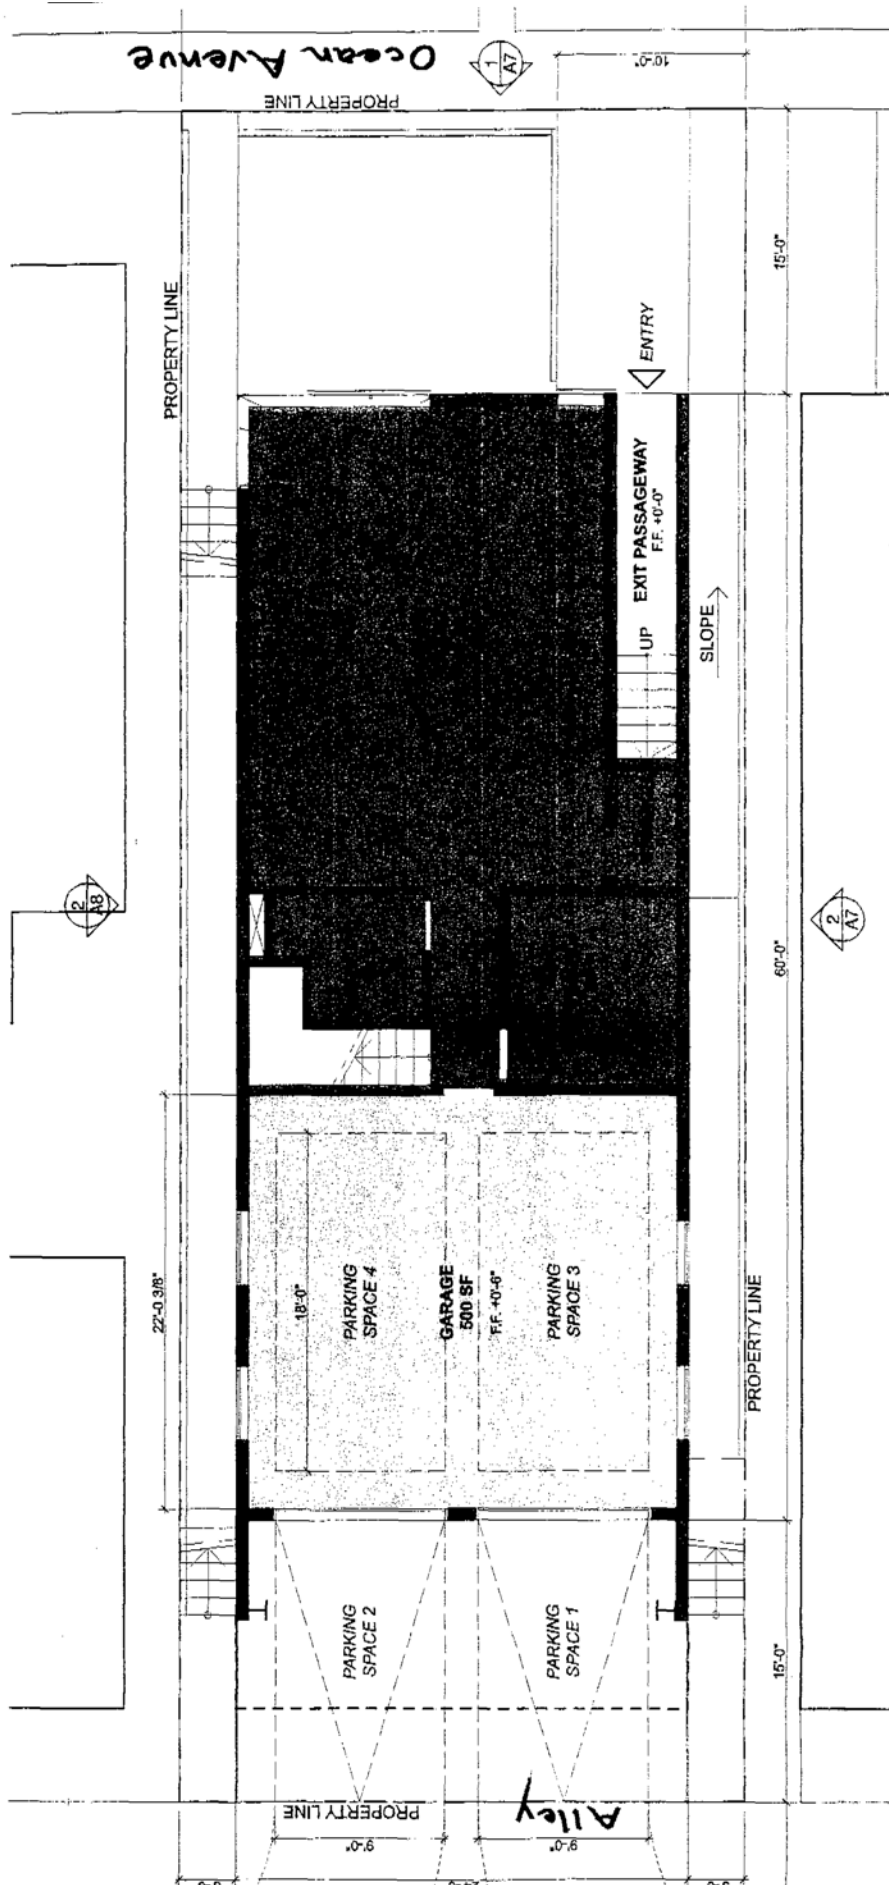 Ocean Avenue
1
A7
10'-0"
PROPERTY LINE
15'-0"
PROPERTY LINE
ENTRY
EXIT PASSAGEWAY
F.F. +0'-0"
UP
SLOPE
2
A8
2
A7
60'-0"
22'-0 3/8"
18'-0"
PARKING
SPACE 4
GARAGE
500 SF
F.F. +0'-6"
PARKING
SPACE 3
PROPERTY LINE
PARKING
SPACE 2
PARKING
SPACE 1
15'-0"
PROPERTY LINE
Alley
9'-0"
9'-0"